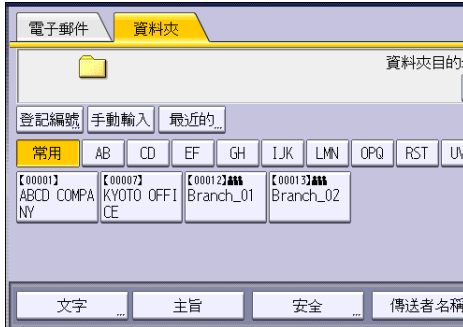 電子郵件 資料夾
資料夾目的
登記編號 手動輸入 最近的
常用 AB CD EF GH IJK LMN OPQ RST UV
【00001】 【00007】 【00012】 【00013】
ABCD COMPA KYOTO OFFI Branch_01 Branch_02
NY CE
文字 主旨 安全 傳送者名稱